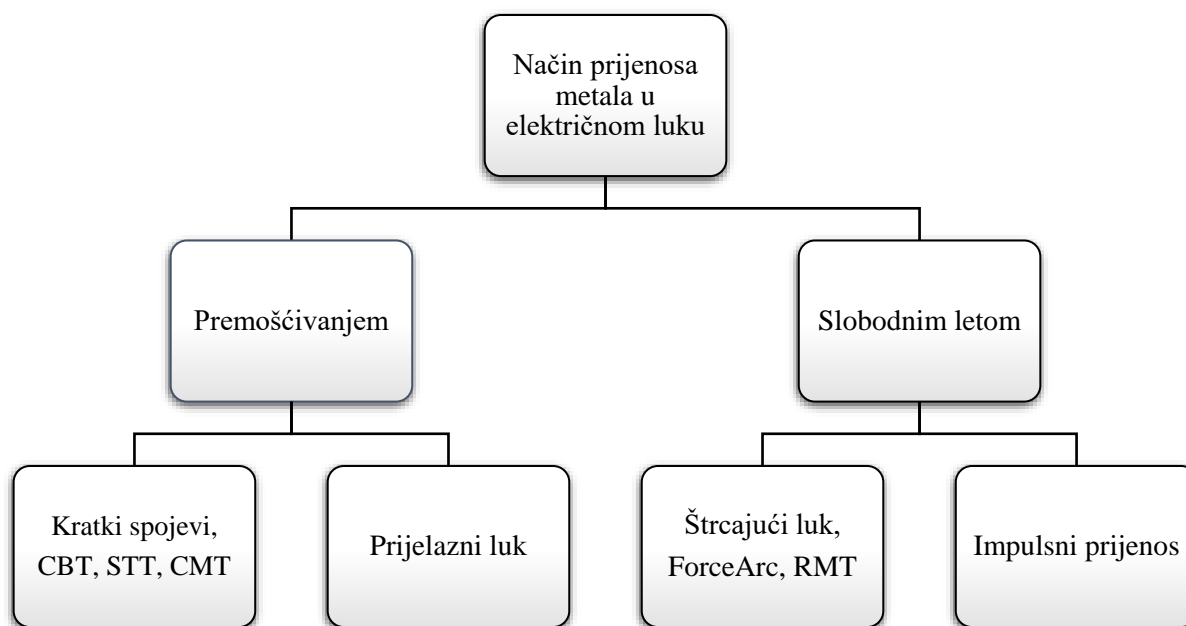 Način prijenosa
metala u
električnom luku
Premošćivanjem
Slobodnim letom
Kratki spojevi,
CBT, STT, CMT
Prijelazni luk
Štrcajući luk,
ForceArc, RMT
Impulsni prijenos